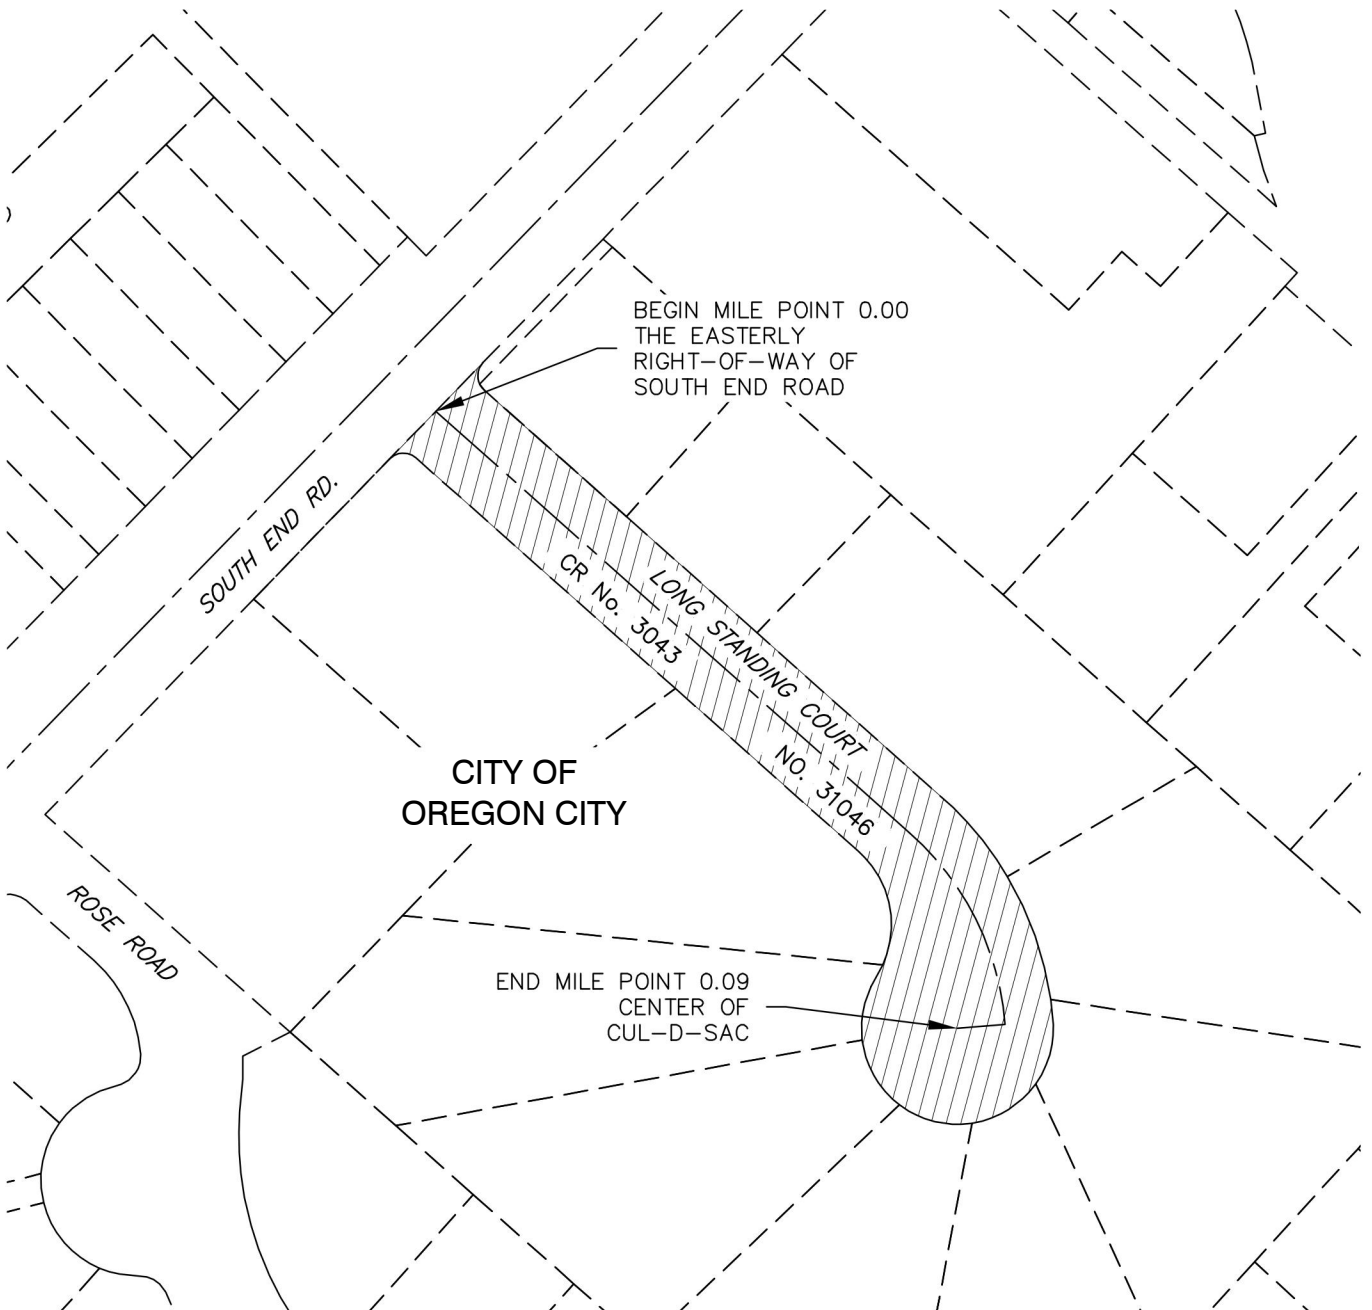 BEGIN MILE POINT 0.00
THE EASTERLY
RIGHT-OF-WAY OF
SOUTH END ROAD
SOUTH END RD.
LONG STANDING COURT
CR No. 3043
NO. 31046
CITY OF
OREGON CITY
ROSE ROAD
END MILE POINT 0.09
CENTER OF
CUL-D-SAC